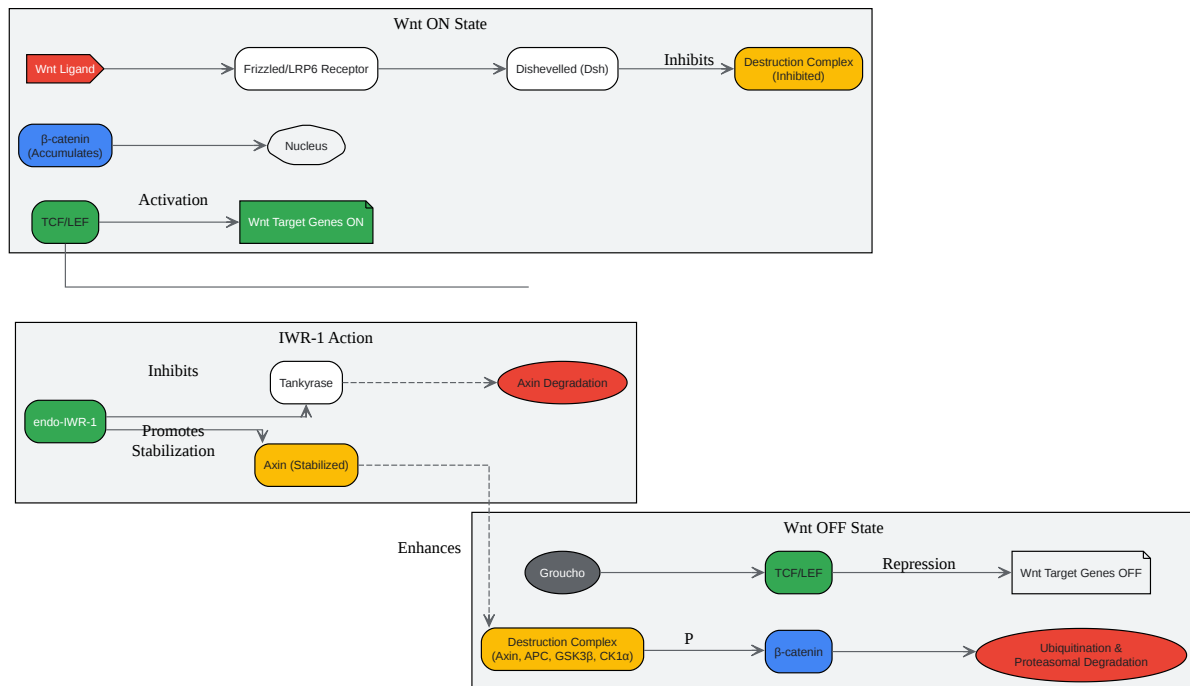 Wnt ON State
Wnt Ligand
Frizzled/LRP6 Receptor
Dishevelled (Dsh)
Inhibits
Destruction Complex
(Inhibited)
β-catenin
(Accumulates)
Nucleus
TCF/LEF
Activation
Wnt Target Genes ON
IWR-1 Action
Inhibits
Tankyrase
Axin Degradation
endo-IWR-1
Promotes
Stabilization
Axin (Stabilized)
Enhances
Wnt OFF State
Groucho
TCF/LEF
Repression
Wnt Target Genes OFF
Destruction Complex
(Axin, APC, GSK3β, CK1α)
P
β-catenin
Ubiquitination &
Proteasomal Degradation